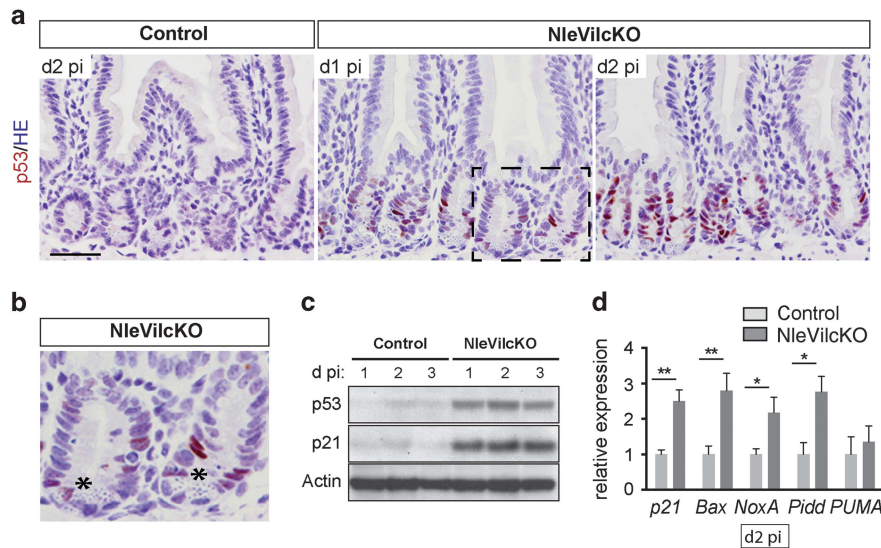 a
Control
NleVilcKO
d2 pi
d1 pi
d2 pi
p53/HE
b
NleVilcKO
*
*
c
Control
NleVilcKO
d pi: 1 2 3 1 2 3
p53
p21
Actin
d
Control
NleVilcKO
relative expression
4
3
2
1
0
**
**
*
*
p21 Bax NoxA Pidd PUMA
d2 pi